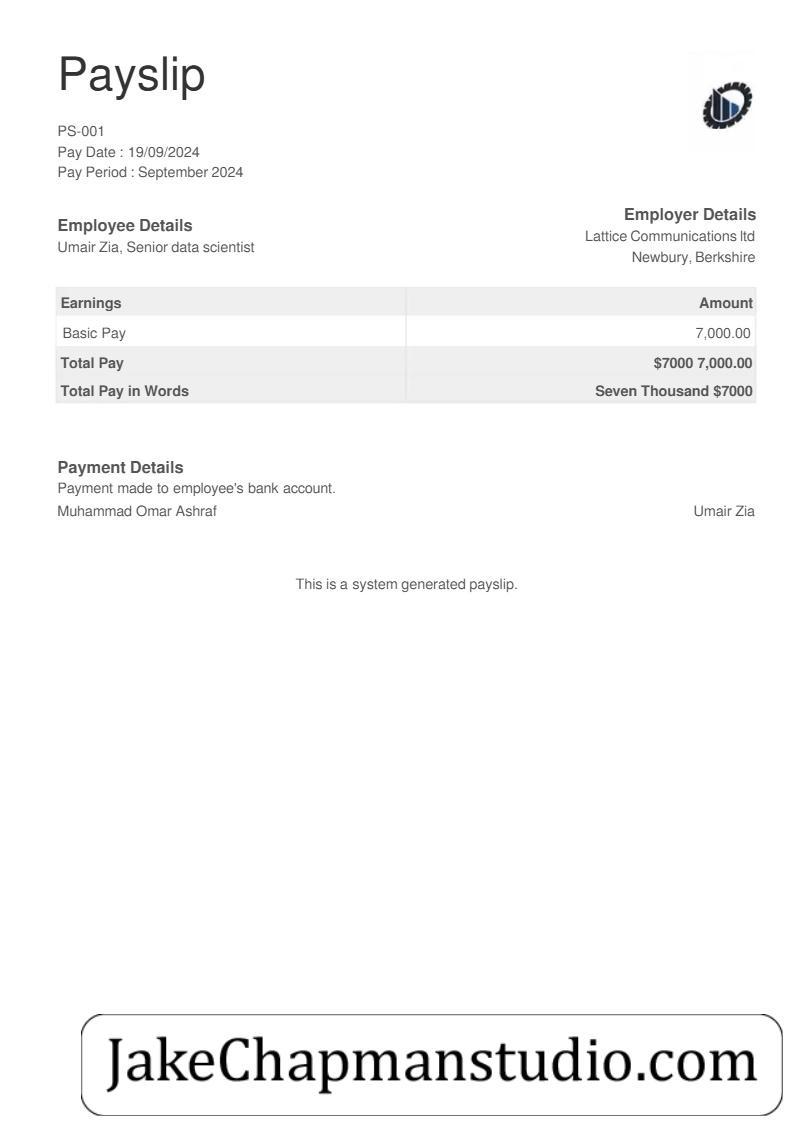 Payslip
PS-001
Pay Date : 19/09/2024
Pay Period : September 2024
Employee Details
Umair Zia, Senior data scientist
Employer Details
Lattice Communications ltd
Newbury, Berkshire
Earnings Amount
Basic Pay 7,000.00
Total Pay $7000 7,000.00
Total Pay in Words Seven Thousand $7000
Payment Details
Payment made to employee's bank account.
Muhammad Omar Ashraf Umair Zia
This is a system generated payslip.
JakeChapmanstudio.com